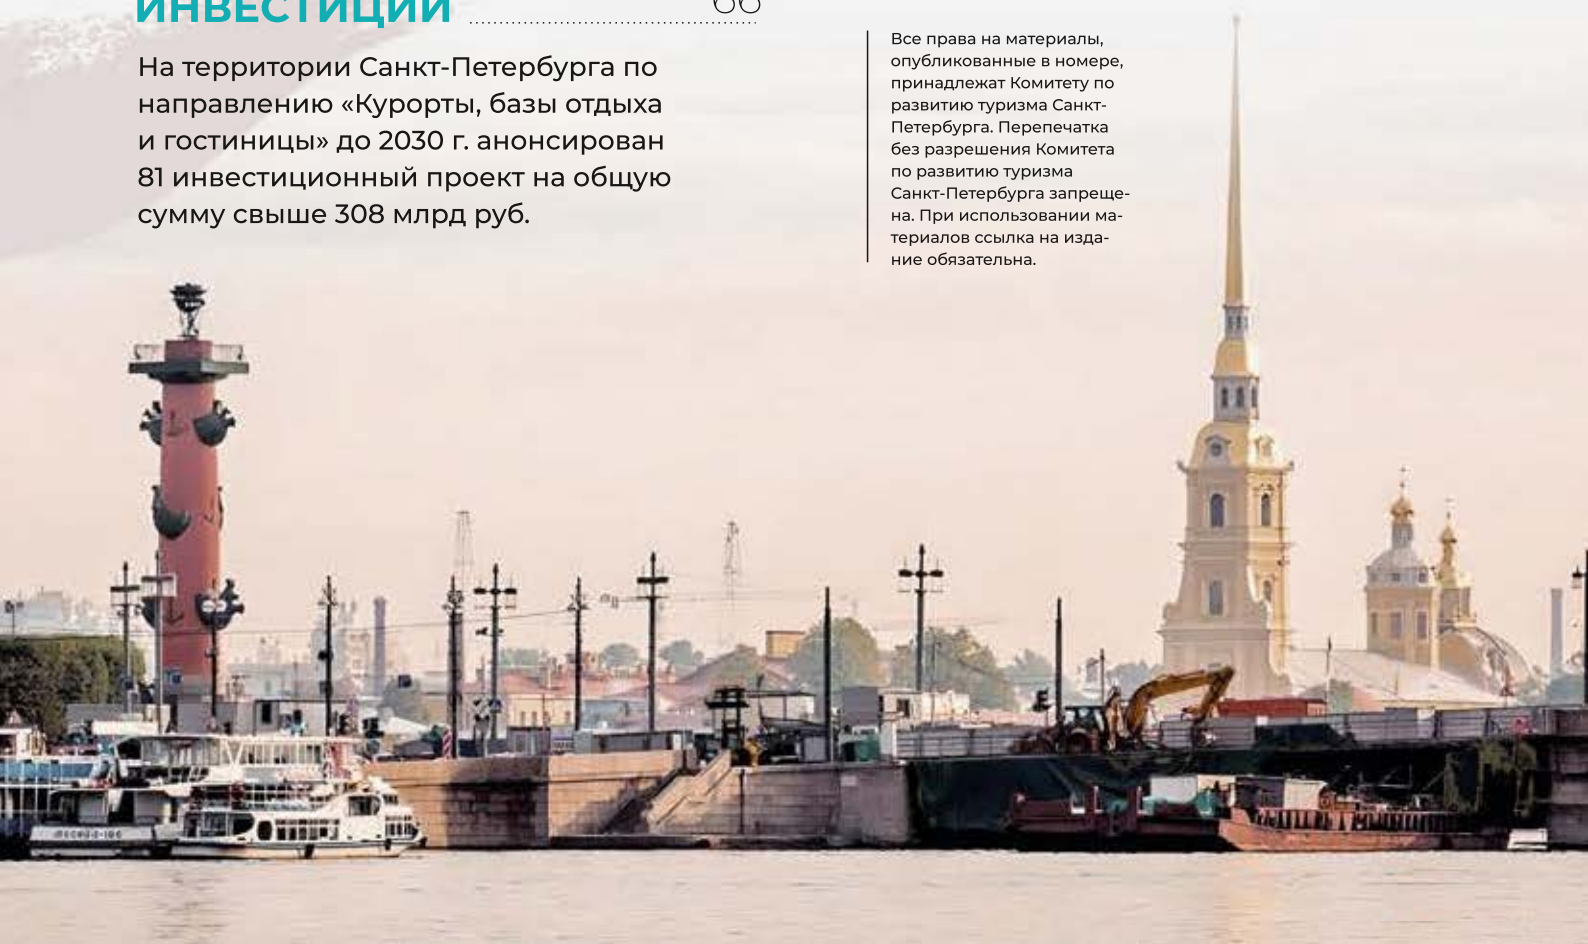 ИНВЕСТИЦИИ 66
На территории Санкт-Петербурга по
направлению «Курорты, базы отдыха
и гостиницы» до 2030 г. анонсирован
81 инвестиционный проект на общую
сумму свыше 308 млрд руб.
Все права на материалы,
опубликованные в номере,
принадлежат Комитету по
развитию туризма Санкт-
Петербурга. Перепечатка
без разрешения Комитета
по развитию туризма
Санкт-Петербурга запреще-
на. При использовании ма-
териалов ссылка на изда-
ние обязательна.